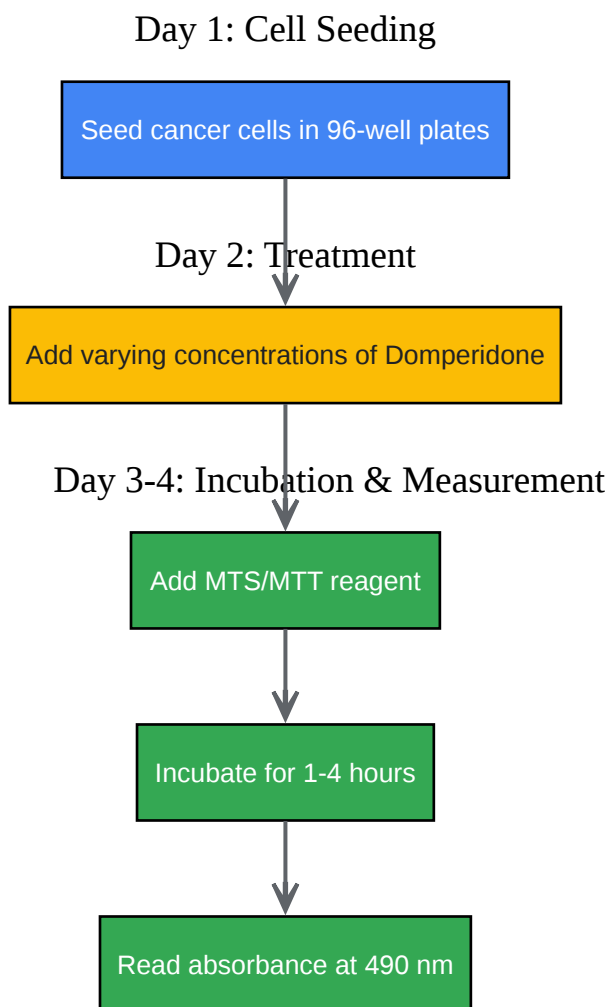 Day 1: Cell Seeding
Seed cancer cells in 96-well plates
Day 2: Treatment
Add varying concentrations of Domperidone
Day 3-4: Incubation & Measurement
Add MTS/MTT reagent
Incubate for 1-4 hours
Read absorbance at 490 nm